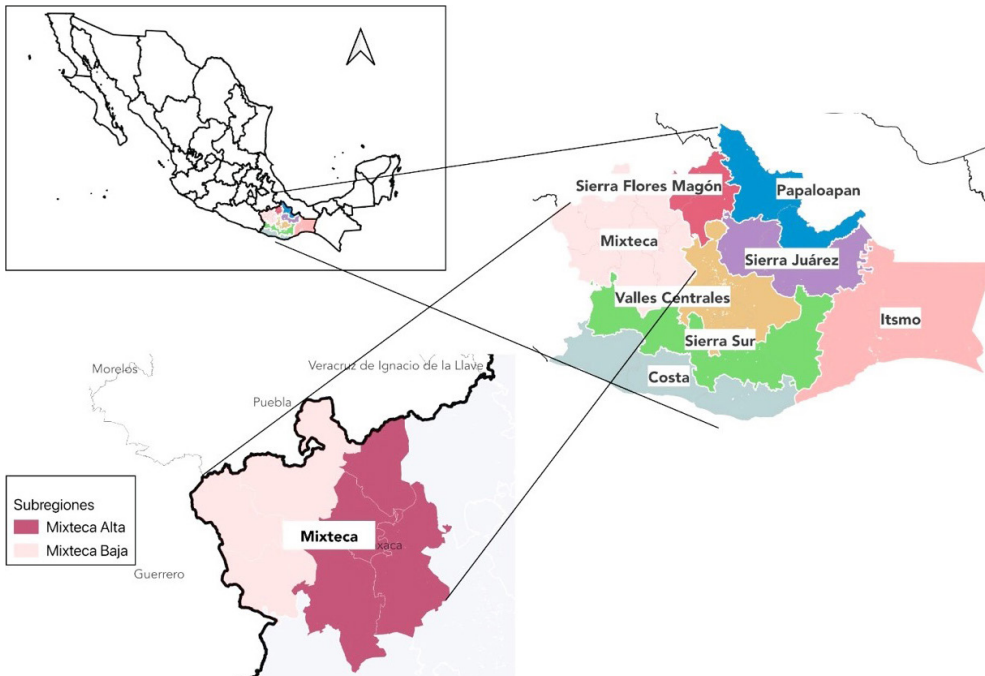 Sierra Flores Magón
Papaloapan
Mixteca
Sierra Juárez
Valles Centrales
Itsmo
Sierra Sur
Costa
Morelos
Veracruz de Ignacio de la Llave
Puebla
Subregiones
Mixteca Alta
Mixteca Baja
Mixteca
xaca
Guerrero